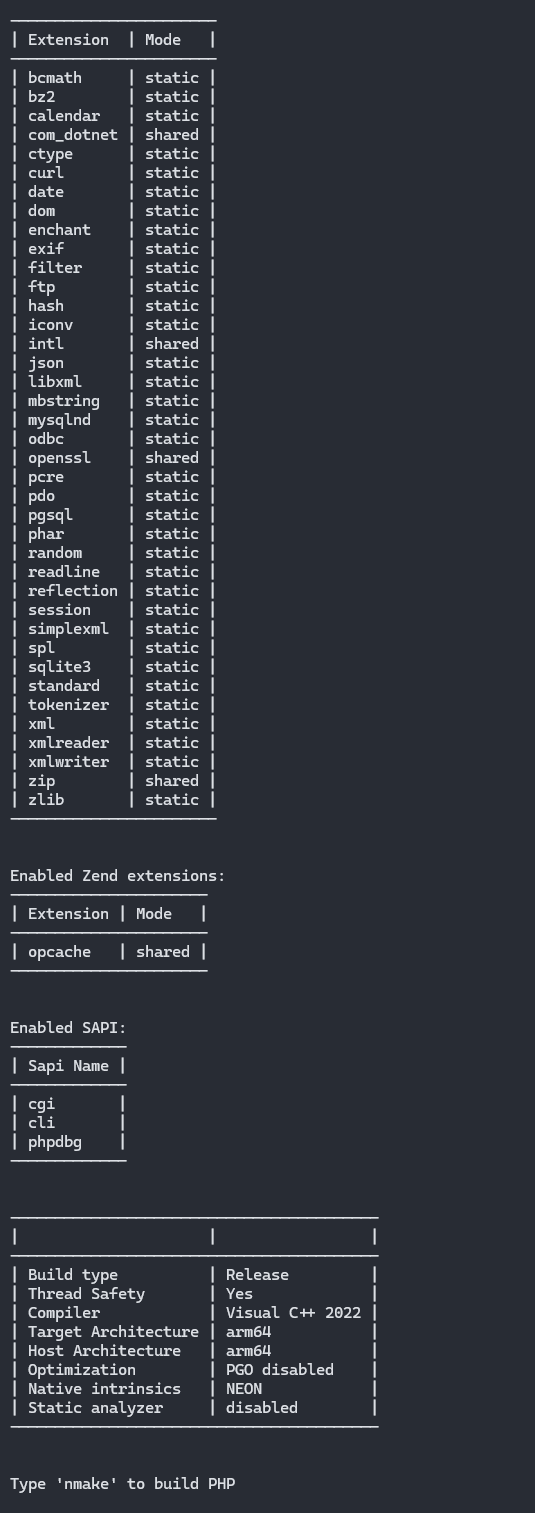 | Extension | Mode |
| bcmath | static |
| bz2 | static |
| calendar | static |
| com_dotnet | shared |
| ctype | static |
| curl | static |
| date | static |
| dom | static |
| enchant | static |
| exif | static |
| filter | static |
| ftp | static |
| hash | static |
| iconv | static |
| intl | shared |
| json | static |
| libxml | static |
| mbstring | static |
| mysqlnd | static |
| odbc | static |
| openssl | shared |
| pcre | static |
| pdo | static |
| pgsql | static |
| phar | static |
| random | static |
| readline | static |
| reflection | static |
| session | static |
| simplexml | static |
| spl | static |
| sqlite3 | static |
| standard | static |
| tokenizer | static |
| xml | static |
| xmlreader | static |
| xmlwriter | static |
| zip | shared |
| zlib | static |
Enabled Zend extensions:
| Extension | Mode |
| opcache | shared |
Enabled SAPI:
| Sapi Name |
| cgi |
| cli |
| phpdbg |
| | |
| Build type | Release |
| Thread Safety | Yes |
| Compiler | Visual C++ 2022 |
| Target Architecture | arm64 |
| Host Architecture | arm64 |
| Optimization | PGO disabled |
| Native intrinsics | NEON |
| Static analyzer | disabled |
Type 'nmake' to build PHP